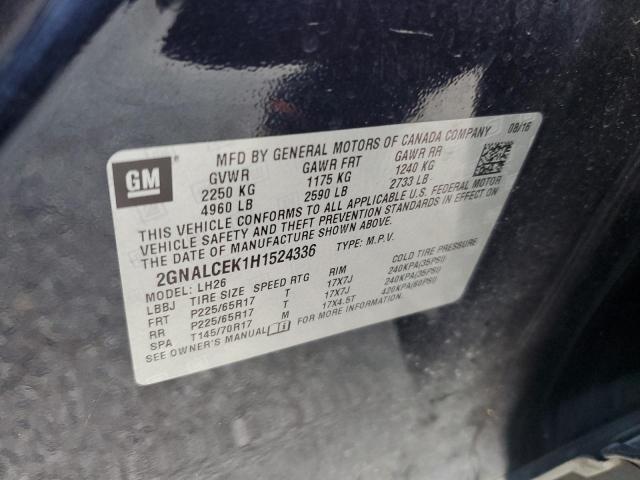 GM
MFD BY GENERAL MOTORS OF CANADA COMPANY 08/16
GVWR GAWR FRT GAWR RR
2250 KG 1175 KG 1240 KG
4960 LB 2590 LB 2733 LB
THIS VEHICLE CONFORMS TO ALL APPLICABLE U.S. FEDERAL MOTOR
VEHICLE SAFETY AND THEFT PREVENTION STANDARDS IN EFFECT ON
THE DATE OF MANUFACTURE SHOWN ABOVE.
2GNALCEK1H1524336 TYPE: M.P.V.
MODEL: LH26
LBBJ TIRE SIZE SPEED RTG RIM COLD TIRE PRESSURE
FRT P225/65R17 T 17X7J 240KPA(35PSI)
RR P225/65R17 T 17X7J 240KPA(35PSI)
SPA T145/70R17 M 17X4.5T 420KPA(60PSI)
SEE OWNER'S MANUAL FOR MORE INFORMATION.